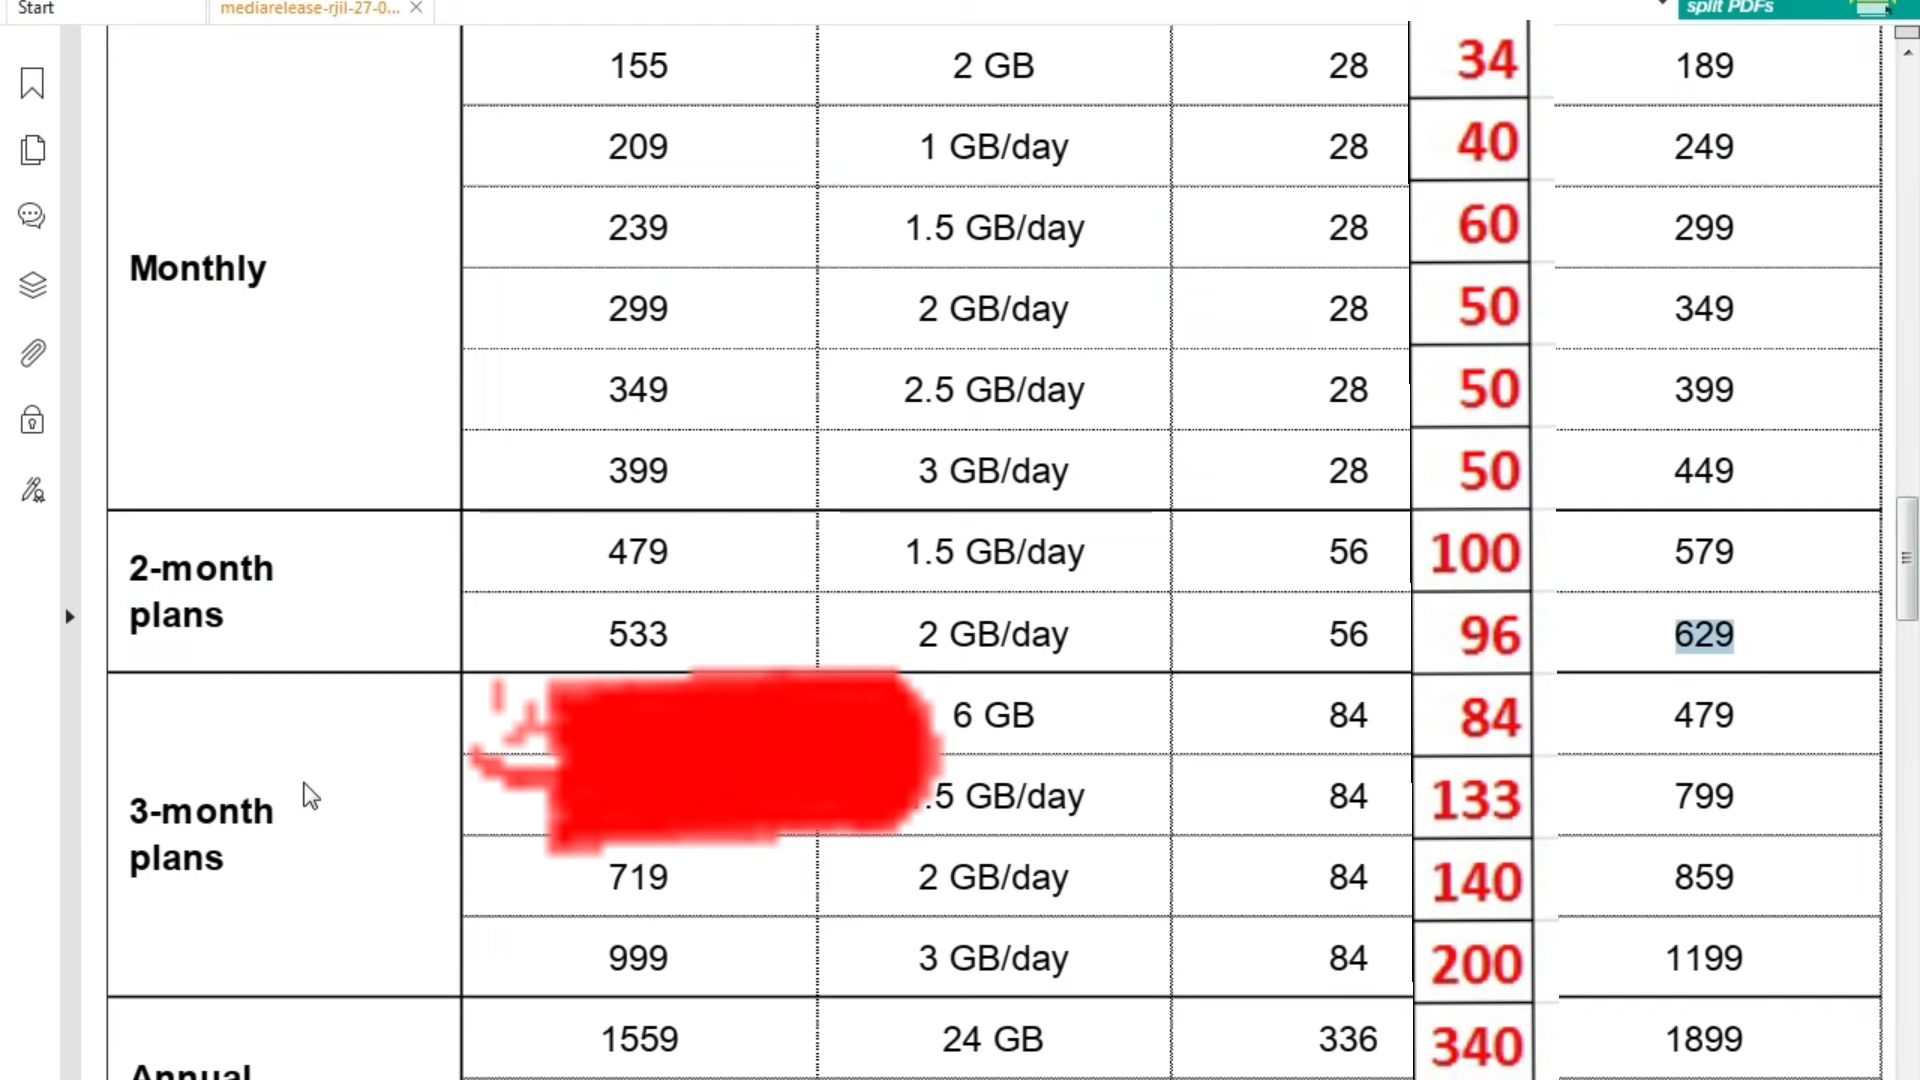 Start mediarelease-rjil-27-0... split PDFs
155 2 GB 28 34 189
209 1 GB/day 28 40 249
239 1.5 GB/day 28 60 299
Monthly
299 2 GB/day 28 50 349
349 2.5 GB/day 28 50 399
399 3 GB/day 28 50 449
2-month
plans
479 1.5 GB/day 56 100 579
533 2 GB/day 56 96 629
3-month
plans
6 GB 84 84 479
.5 GB/day 84 133 799
719 2 GB/day 84 140 859
999 3 GB/day 84 200 1199
Annual
1559 24 GB 336 340 1899